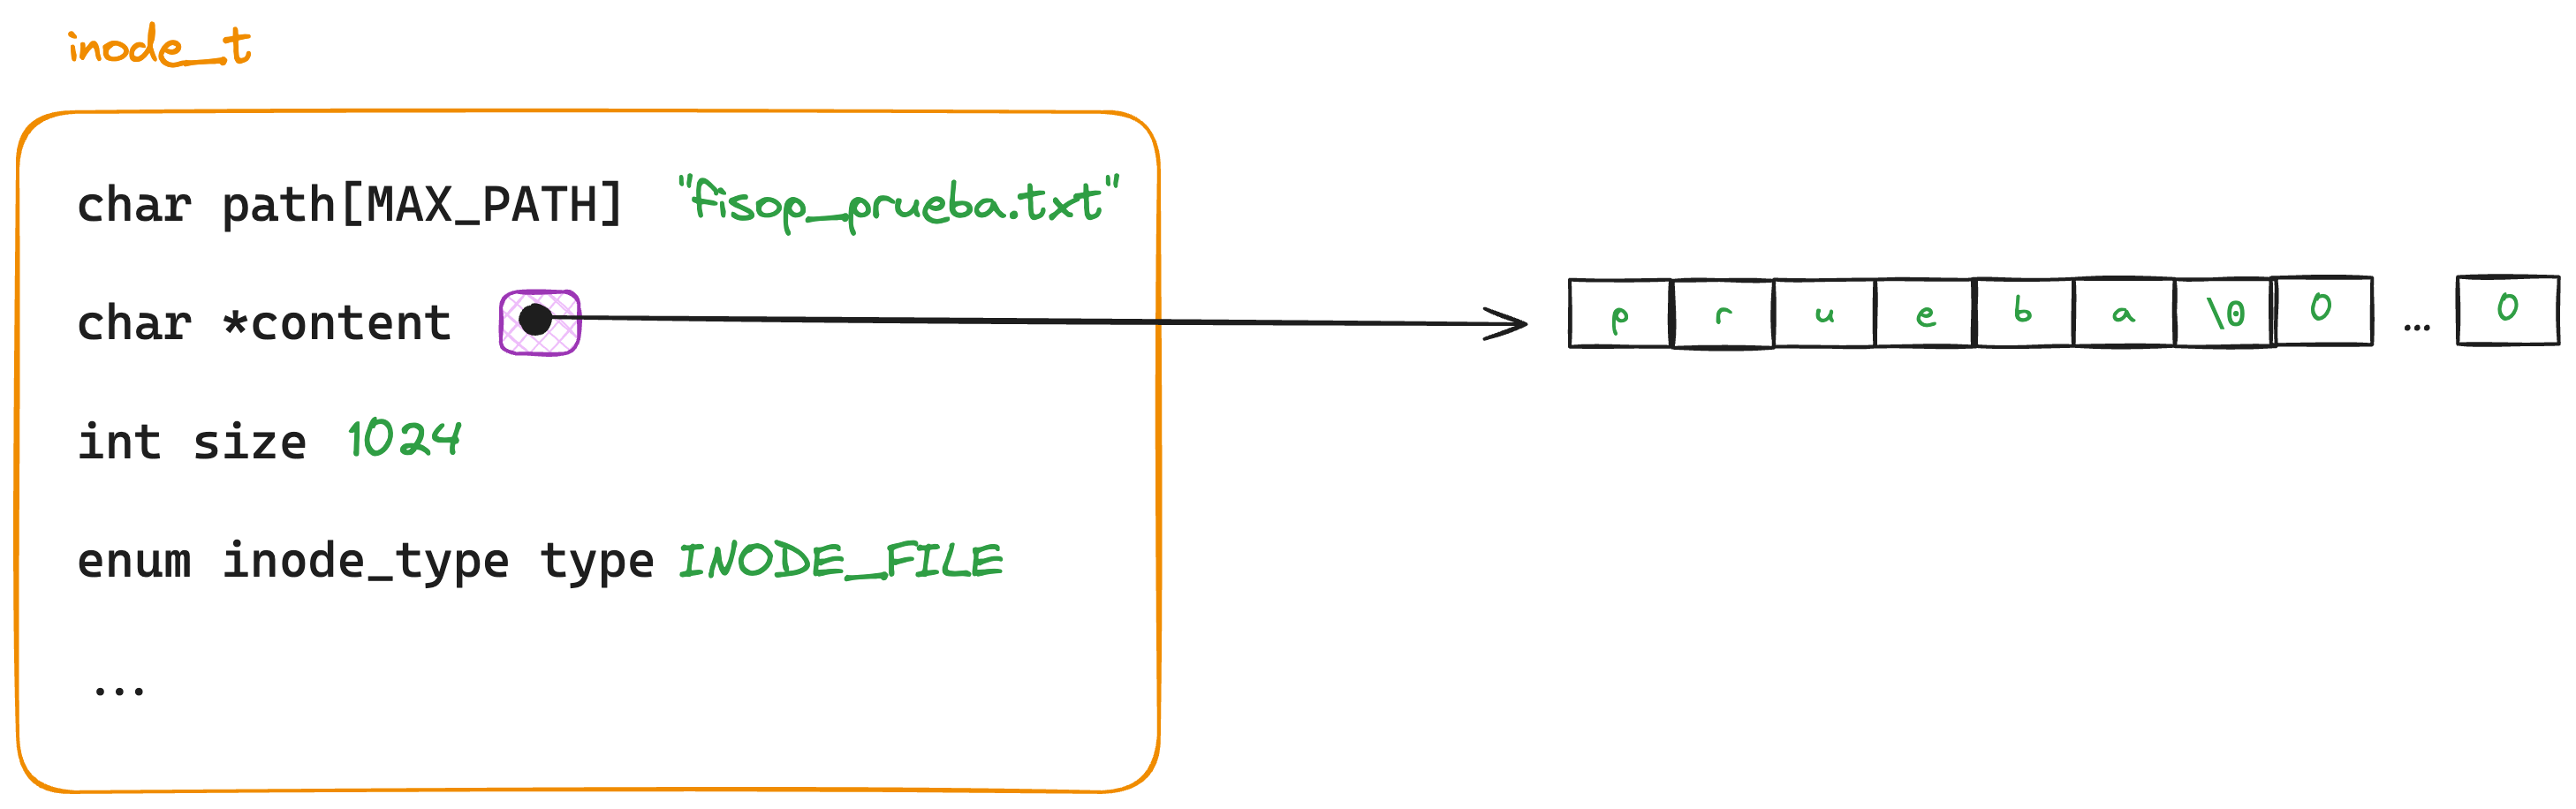 inode_t
char path[MAX_PATH] "fisop_prueba.txt"
char *content
p r u e b a \0 0 ... 0
int size 1024
enum inode_type type INODE_FILE
...